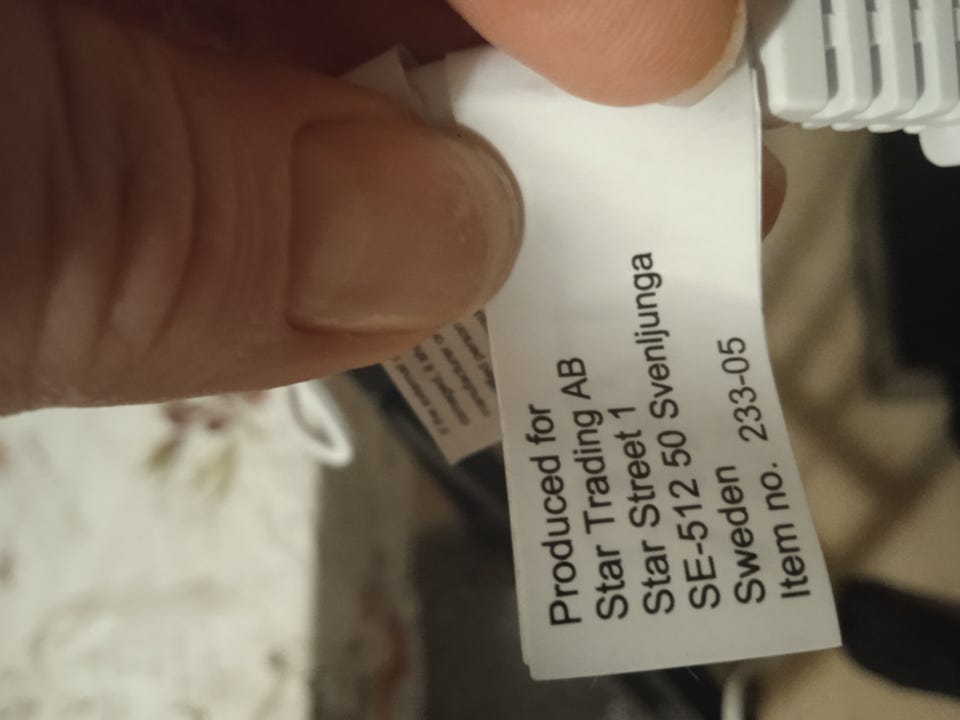 Produced for
Star Trading AB
Star Street 1
SE-512 50 Svenljunga
Sweden
Item no. 233-05